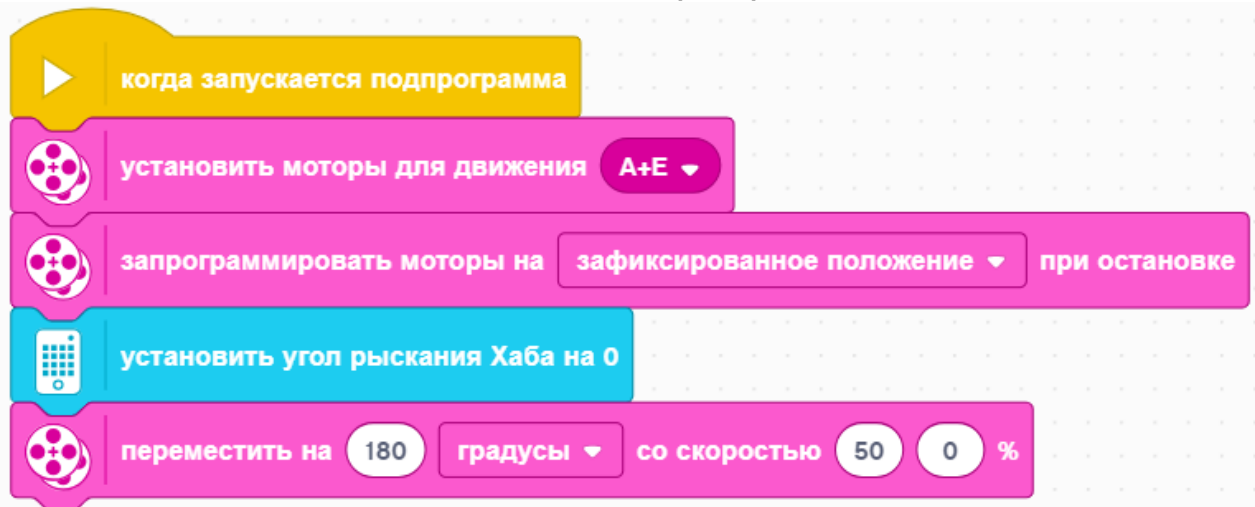 когда запускается подпрограмма
установить моторы для движения A+E
запрограммировать моторы на зафиксированное положение при остановке
установить угол рыскания Хаба на 0
переместить на 180 градусы со скоростью 50 0 %